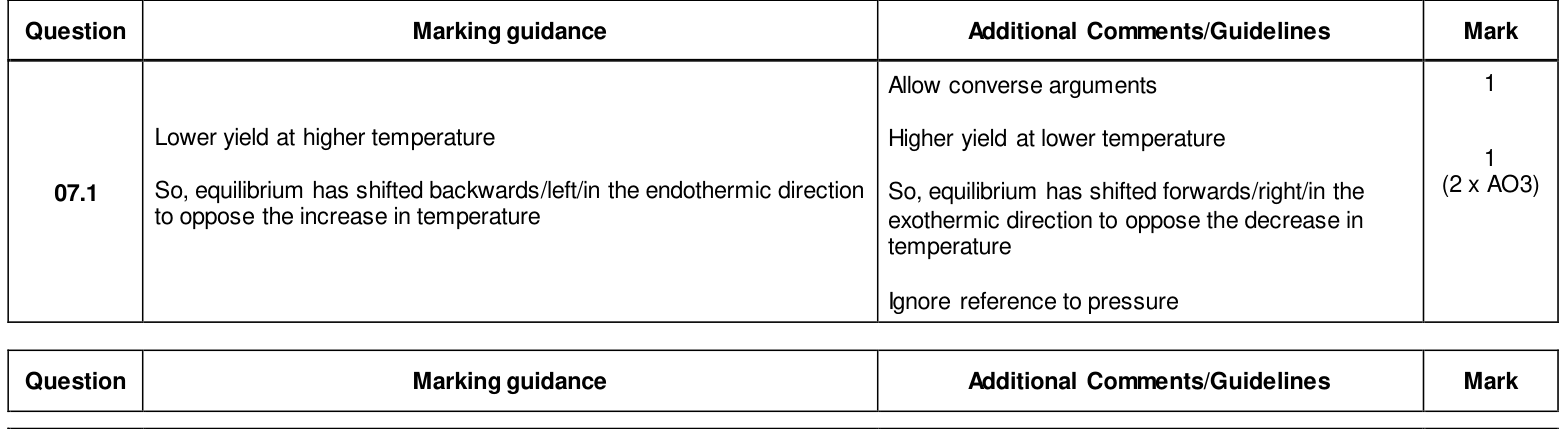 Question Marking guidance Additional Comments/Guidelines Mark
07.1
Lower yield at higher temperature
So, equilibrium has shifted backwards/left/in the endothermic direction
to oppose the increase in temperature
Allow converse arguments
Higher yield at lower temperature
So, equilibrium has shifted forwards/right/in the
exothermic direction to oppose the decrease in
temperature
Ignore reference to pressure
1
1
(2 x AO3)
Question Marking guidance Additional Comments/Guidelines Mark